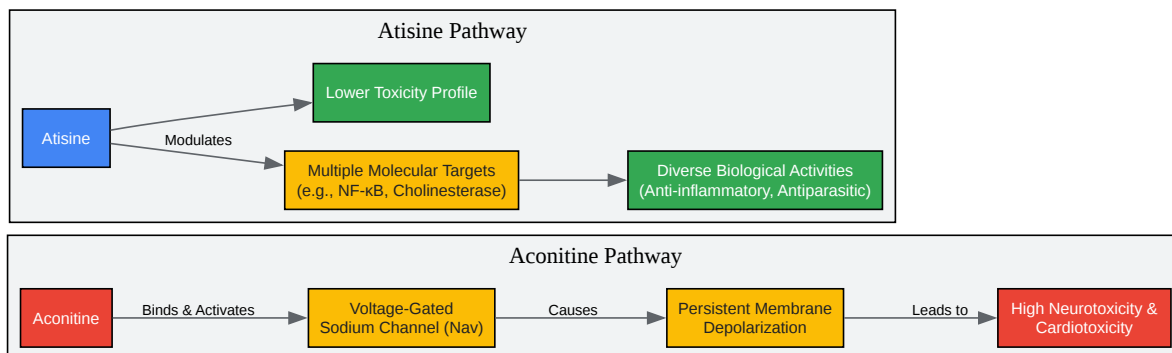 Atisine Pathway
Lower Toxicity Profile
Atisine
Modulates
Multiple Molecular Targets
(e.g., NF-κB, Cholinesterase)
Diverse Biological Activities
(Anti-inflammatory, Antiparasitic)
Aconitine Pathway
Aconitine
Binds & Activates
Voltage-Gated
Sodium Channel (Nav)
Causes
Persistent Membrane
Depolarization
Leads to
High Neurotoxicity &
Cardiotoxicity